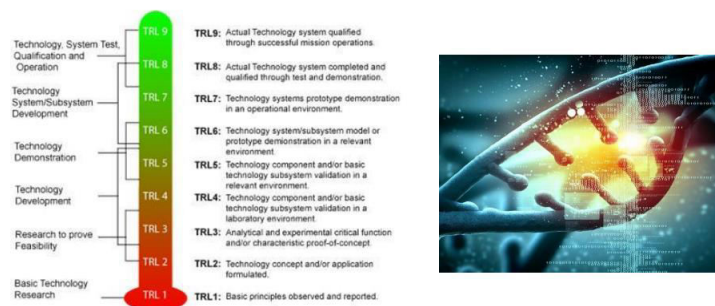 Technology, System Test,
Qualification and
Operation
Technology
System/Subsystem
Development
Technology
Demonstration
Technology
Development
Research to prove
Feasibility
Basic Technology
Research
TRL 9
TRL 8
TRL 7
TRL 6
TRL 5
TRL 4
TRL 3
TRL 2
TRL 1
TRL9: Actual Technology system qualified
through successful mission operations.
TRL8: Actual Technology system completed and
qualified through test and demonstration.
TRL7: Technology systems prototype demonstration
in an operational environment.
TRL6: Technology system/subsystem model or
prototype demionstration in a relevant
environment.
TRL5: Technology component and/or basic
technology subsystem validation in a
relevant environment.
TRL4: Technology component and/or basic
technology subsystem validation in a
laboratory environment.
TRL3: Analytical and experimental critical function
and/or characteristic proof-of-concept
TRL2: Technology concept and/or application
formulated.
TRL1: Basic principles observed and reported.